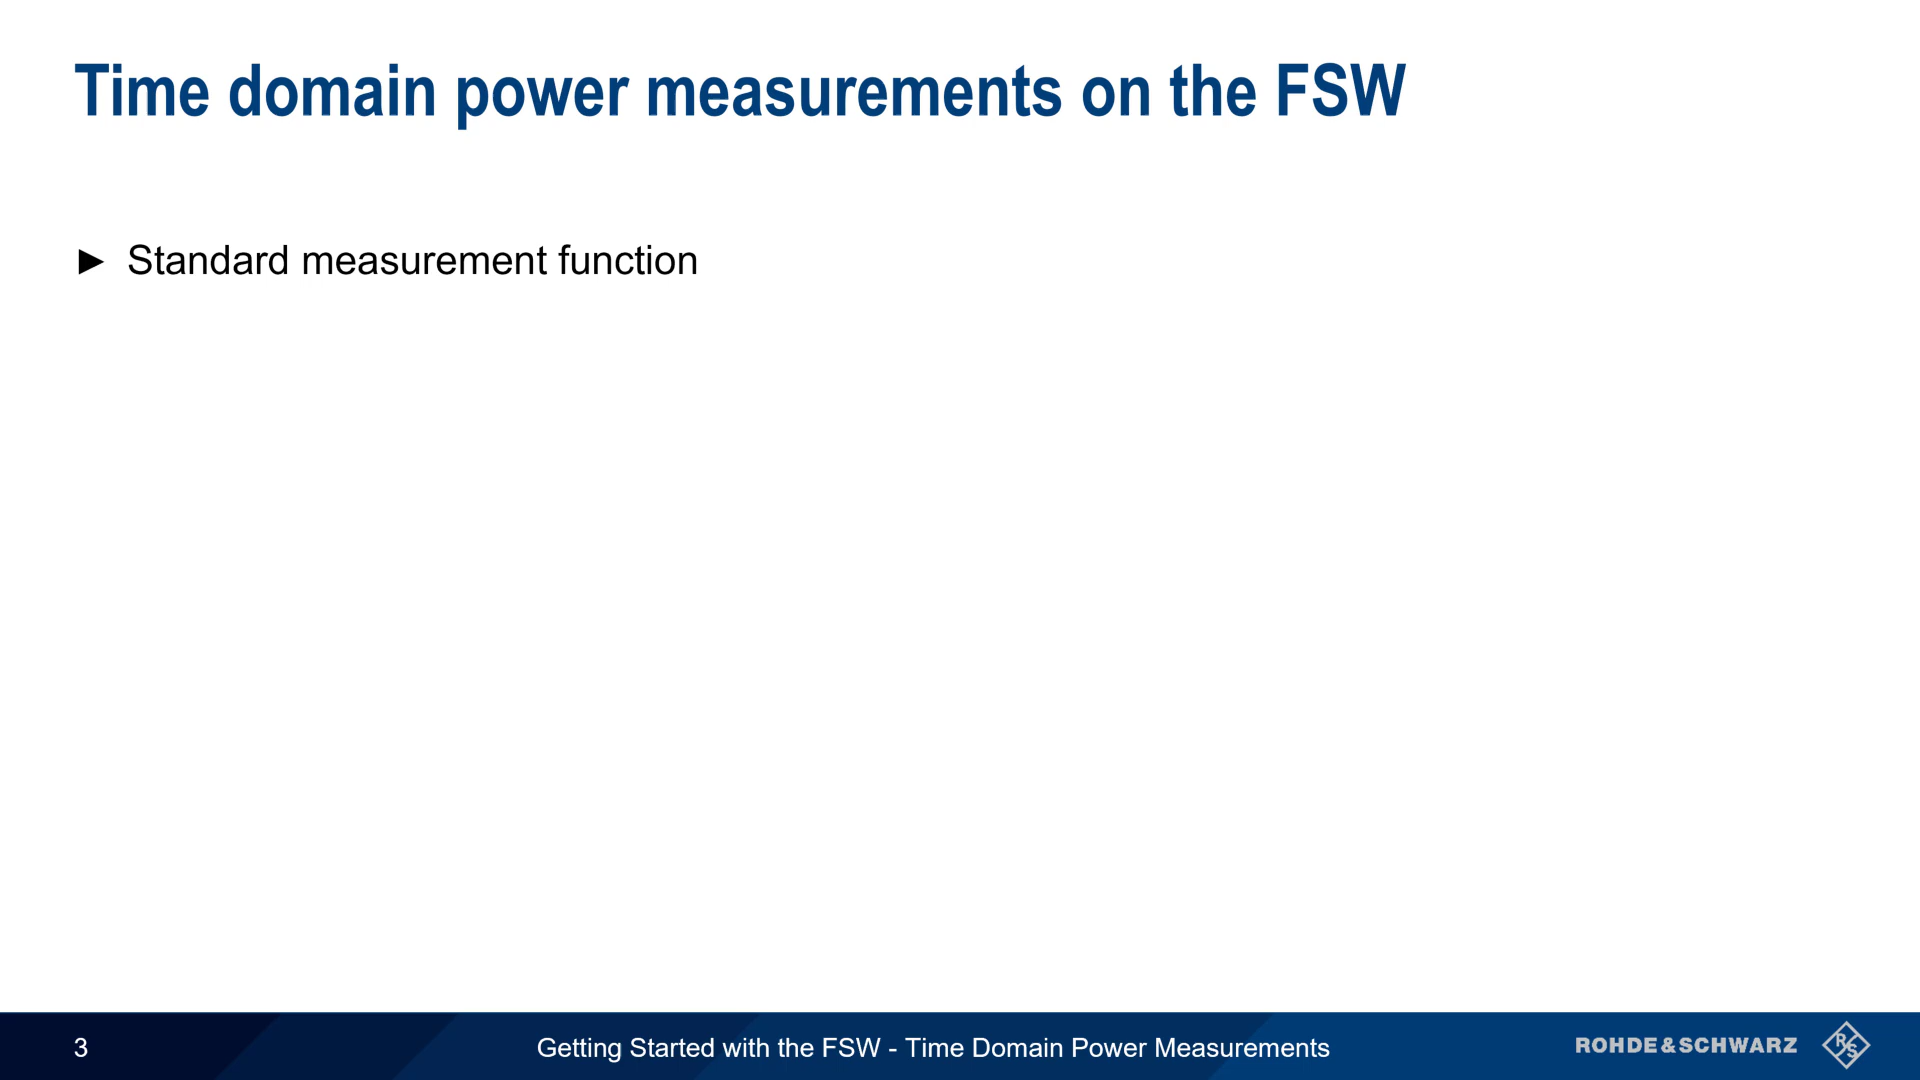 Time domain power measurements on the FSW
► Standard measurement function
3
Getting Started with the FSW - Time Domain Power Measurements
ROHDE&SCHWARZ
R&S